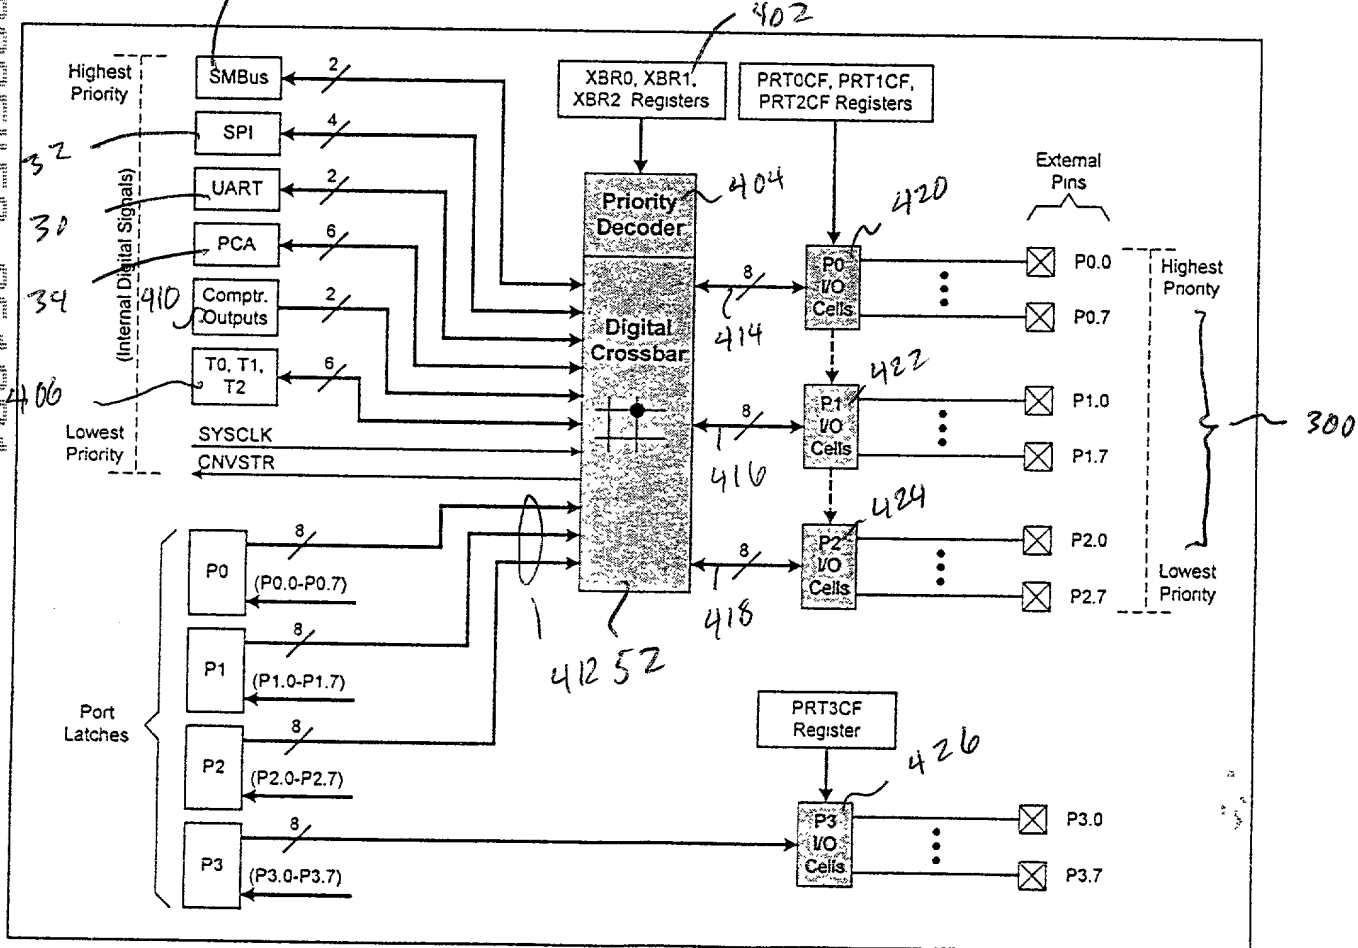 402
Highest
Priority
SMBus
2
XBR0, XBR1,
XBR2 Registers
PRT0CF, PRT1CF,
PRT2CF Registers
32
SPI
4
(Internal Digital Signals)
30
UART
2
34
PCA
6
410
Comptr.
Outputs
2
406
T0, T1,
T2
6
Lowest
Priority
SYSCLK
CNVSTR
Priority
Decoder
404
Digital
Crossbar
8
414
8
416
8
418
420
P0
I/O
Cells
422
P1
I/O
Cells
424
P2
I/O
Cells
External
Pins
P0.0
P0.7
P1.0
P1.7
P2.0
P2.7
Highest
Priority
300
Lowest
Priority
412
52
Port
Latches
P0
8
(P0.0-P0.7)
P1
8
(P1.0-P1.7)
P2
8
(P2.0-P2.7)
P3
8
(P3.0-P3.7)
PRT3CF
Register
426
P3
I/O
Cells
P3.0
P3.7